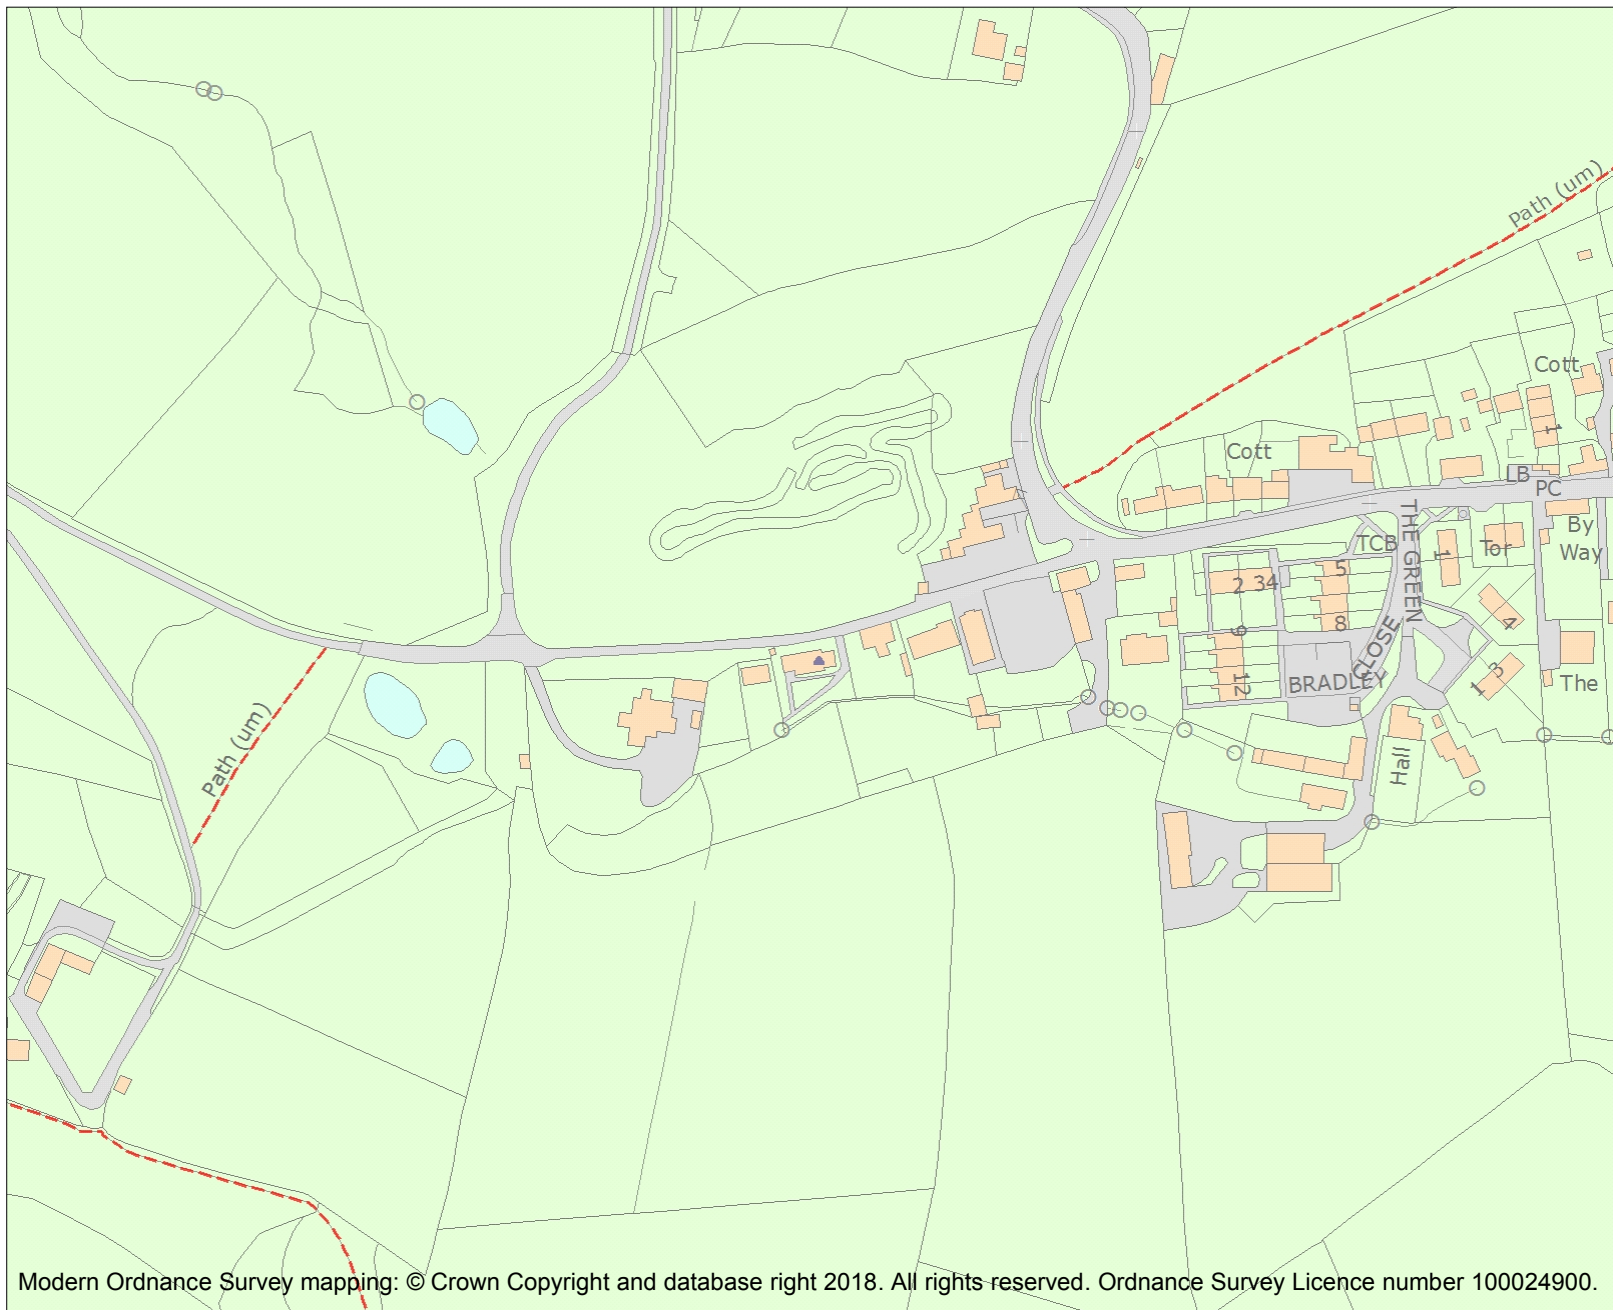 Path (um)
Cott
1
Cott
LB
PC
THE GREEN
By
Way
TCB
1
Tor
5
2
34
8
4
9
CLOSE
BRADLEY
12
3
1
The
Path (um)
Hall
Modern Ordnance Survey mapping: © Crown Copyright and database right 2018. All rights reserved. Ordnance Survey Licence number 100024900.